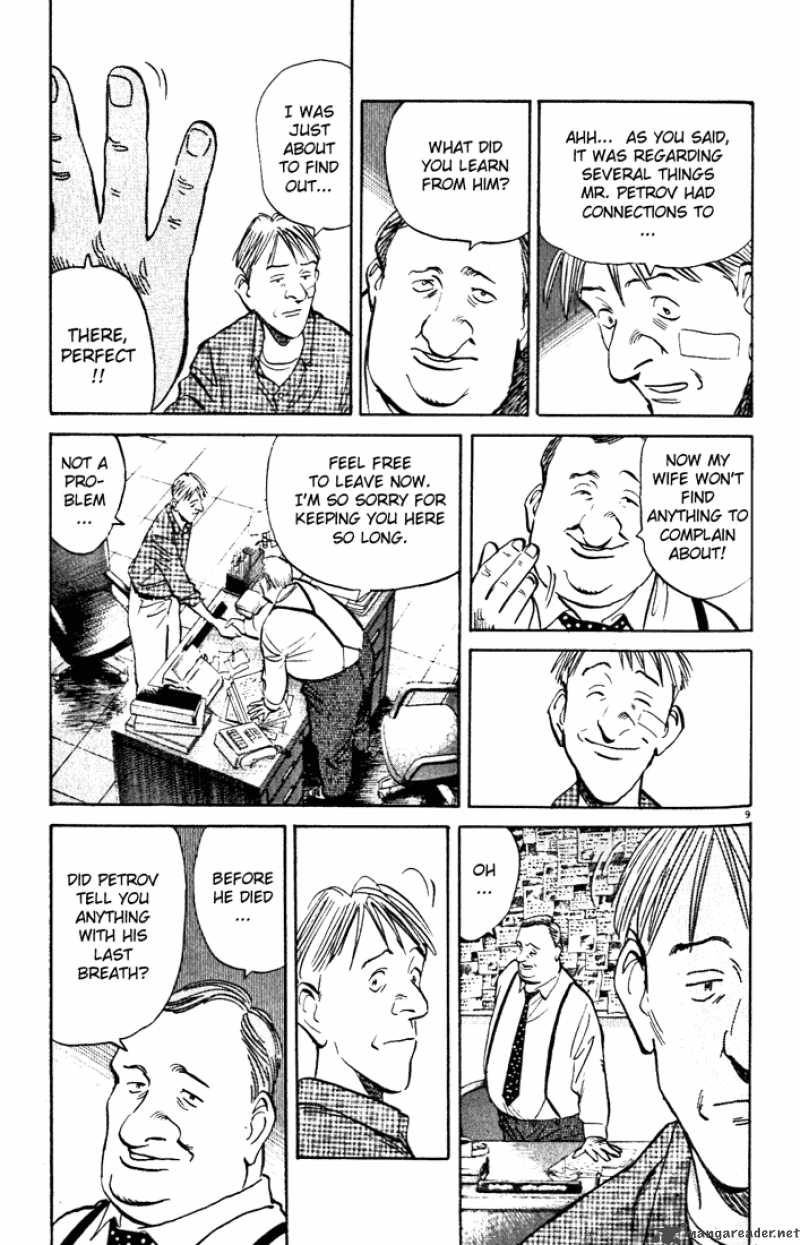 AHH... AS YOU SAID,
IT WAS REGARDING
SEVERAL THINGS
MR. PETROV HAD
CONNECTIONS TO
...
WHAT DID
YOU LEARN
FROM HIM?
I WAS
JUST
ABOUT
TO FIND
OUT...
THERE,
PERFECT
!!
NOW MY
WIFE WON'T
FIND
ANYTHING TO
COMPLAIN
ABOUT!
FEEL FREE
TO LEAVE NOW.
I'M SO SORRY FOR
KEEPING YOU HERE
SO LONG.
NOT A
PRO-
BLEM
...
9
OH
...
BEFORE
HE DIED
...
DID PETROV
TELL YOU
ANYTHING
WITH HIS
LAST
BREATH?
mangareader.net